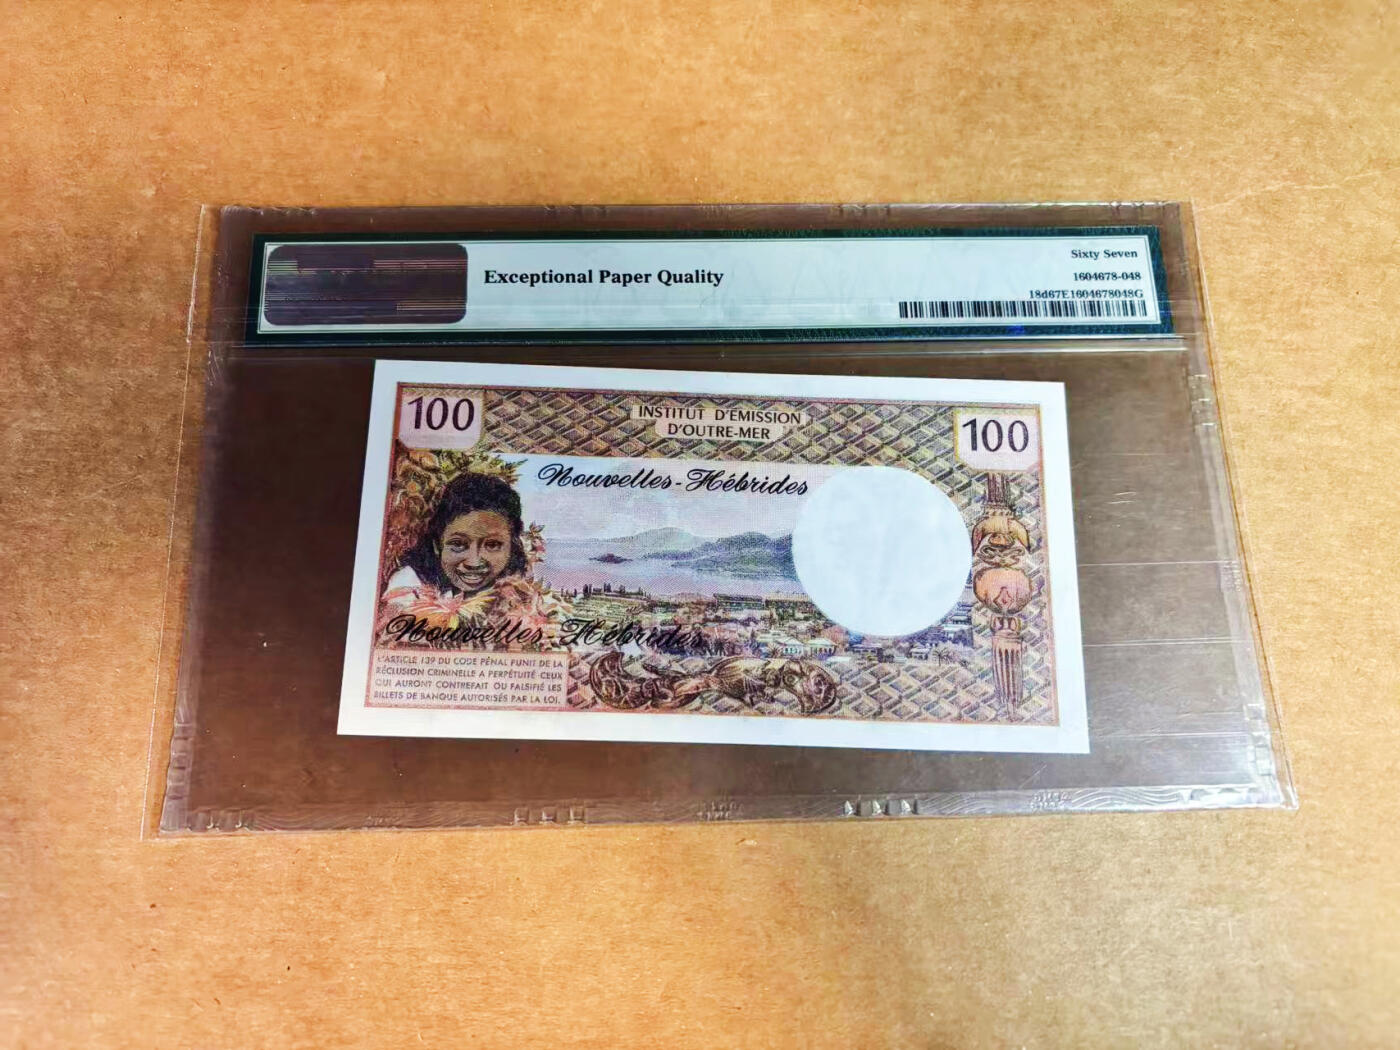 Exceptional Paper Quality
Sixty Seven
1604678-048
18d67E1604678048G
100
INSTITUT D'ÉMISSION
D'OUTRE-MER
100
Nouvelles-Hébrides
Nouvelles-Hébrides
L'ARTICLE 139 DU CODE PÉNAL PUNIT DE LA
RÉCLUSION CRIMINELLE A PERPÉTUITÉ CEUX
QUI AURONT CONTREFAIT OU FALSIFIÉ LES
BILLETS DE BANQUE AUTORISÉS PAR LA LOI.